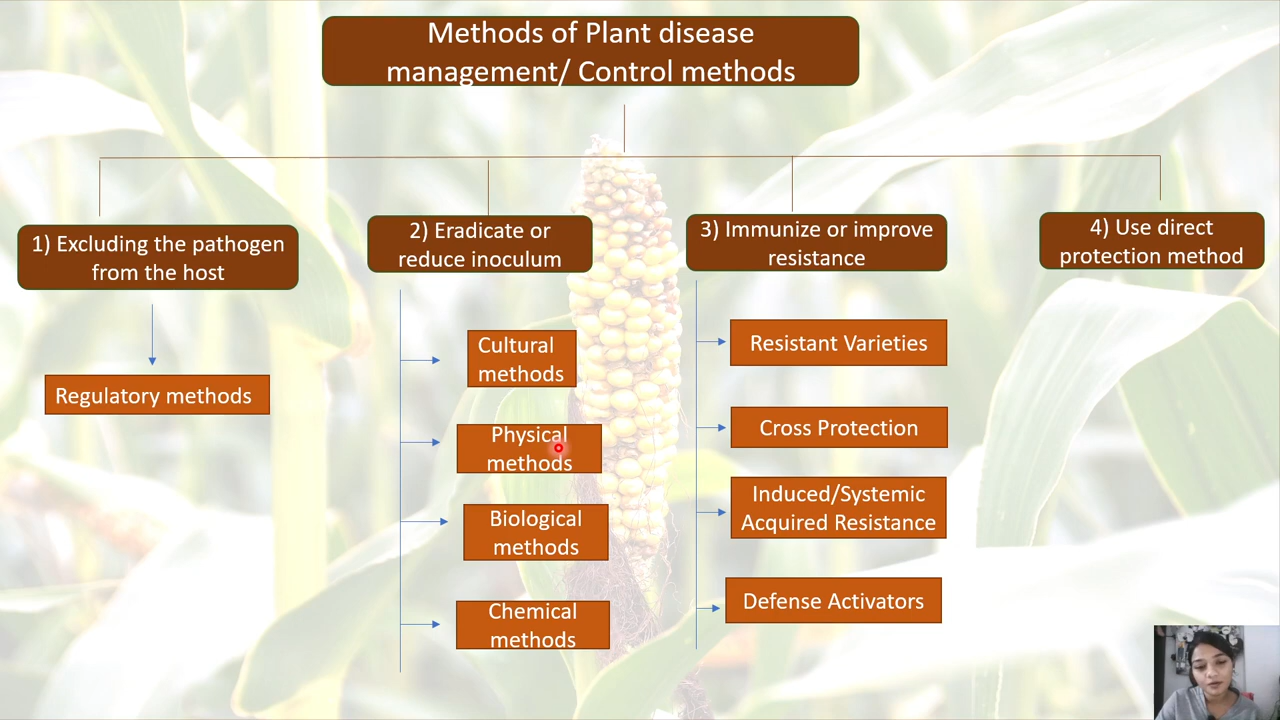 Methods of Plant disease
management/ Control methods
1) Excluding the pathogen
from the host
Regulatory methods
2) Eradicate or
reduce inoculum
Cultural
methods
Physical
methods
Biological
methods
Chemical
methods
3) Immunize or improve
resistance
Resistant Varieties
Cross Protection
Induced/Systemic
Acquired Resistance
Defense Activators
4) Use direct
protection method